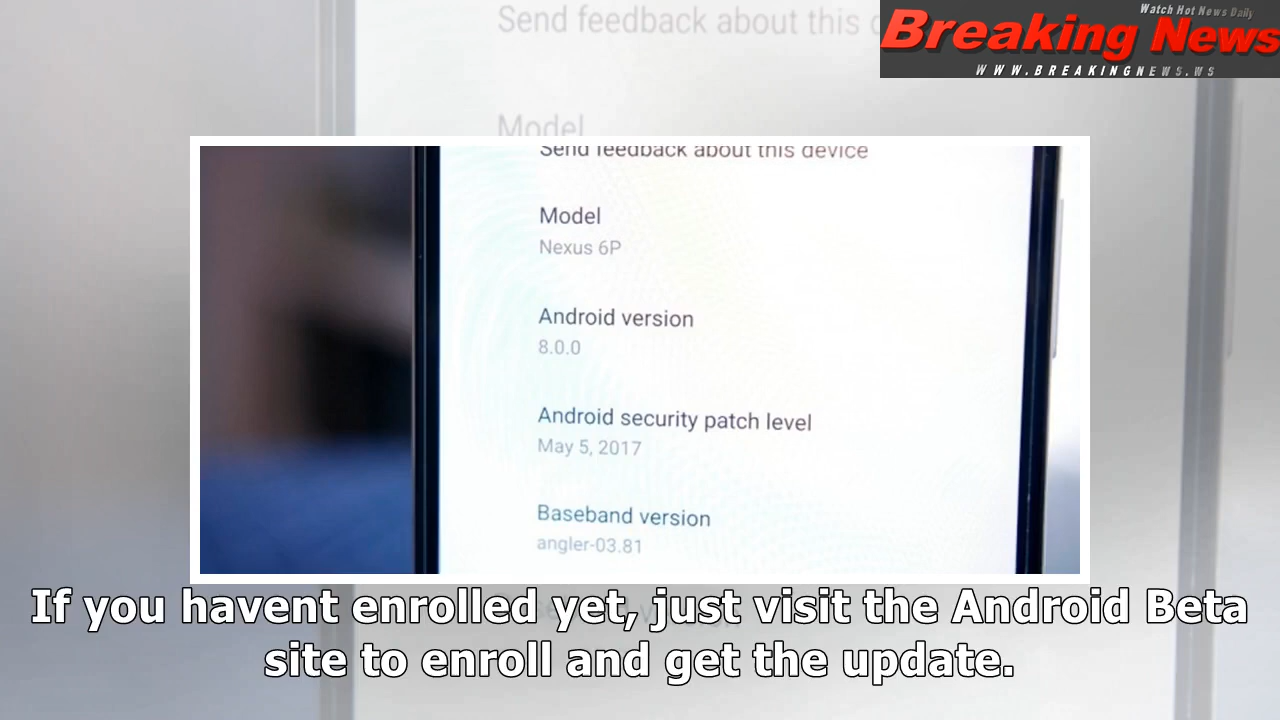 Send feedback about this d
Watch Hot News Daily
Breaking News
WWW.BREAKINGNEWS.WS
Model
Send feedback about this device
Model
Nexus 6P
Android version
8.0.0
Android security patch level
May 5, 2017
Baseband version
angler-03.81
If you havent enrolled yet, just visit the Android Beta
site to enroll and get the update.